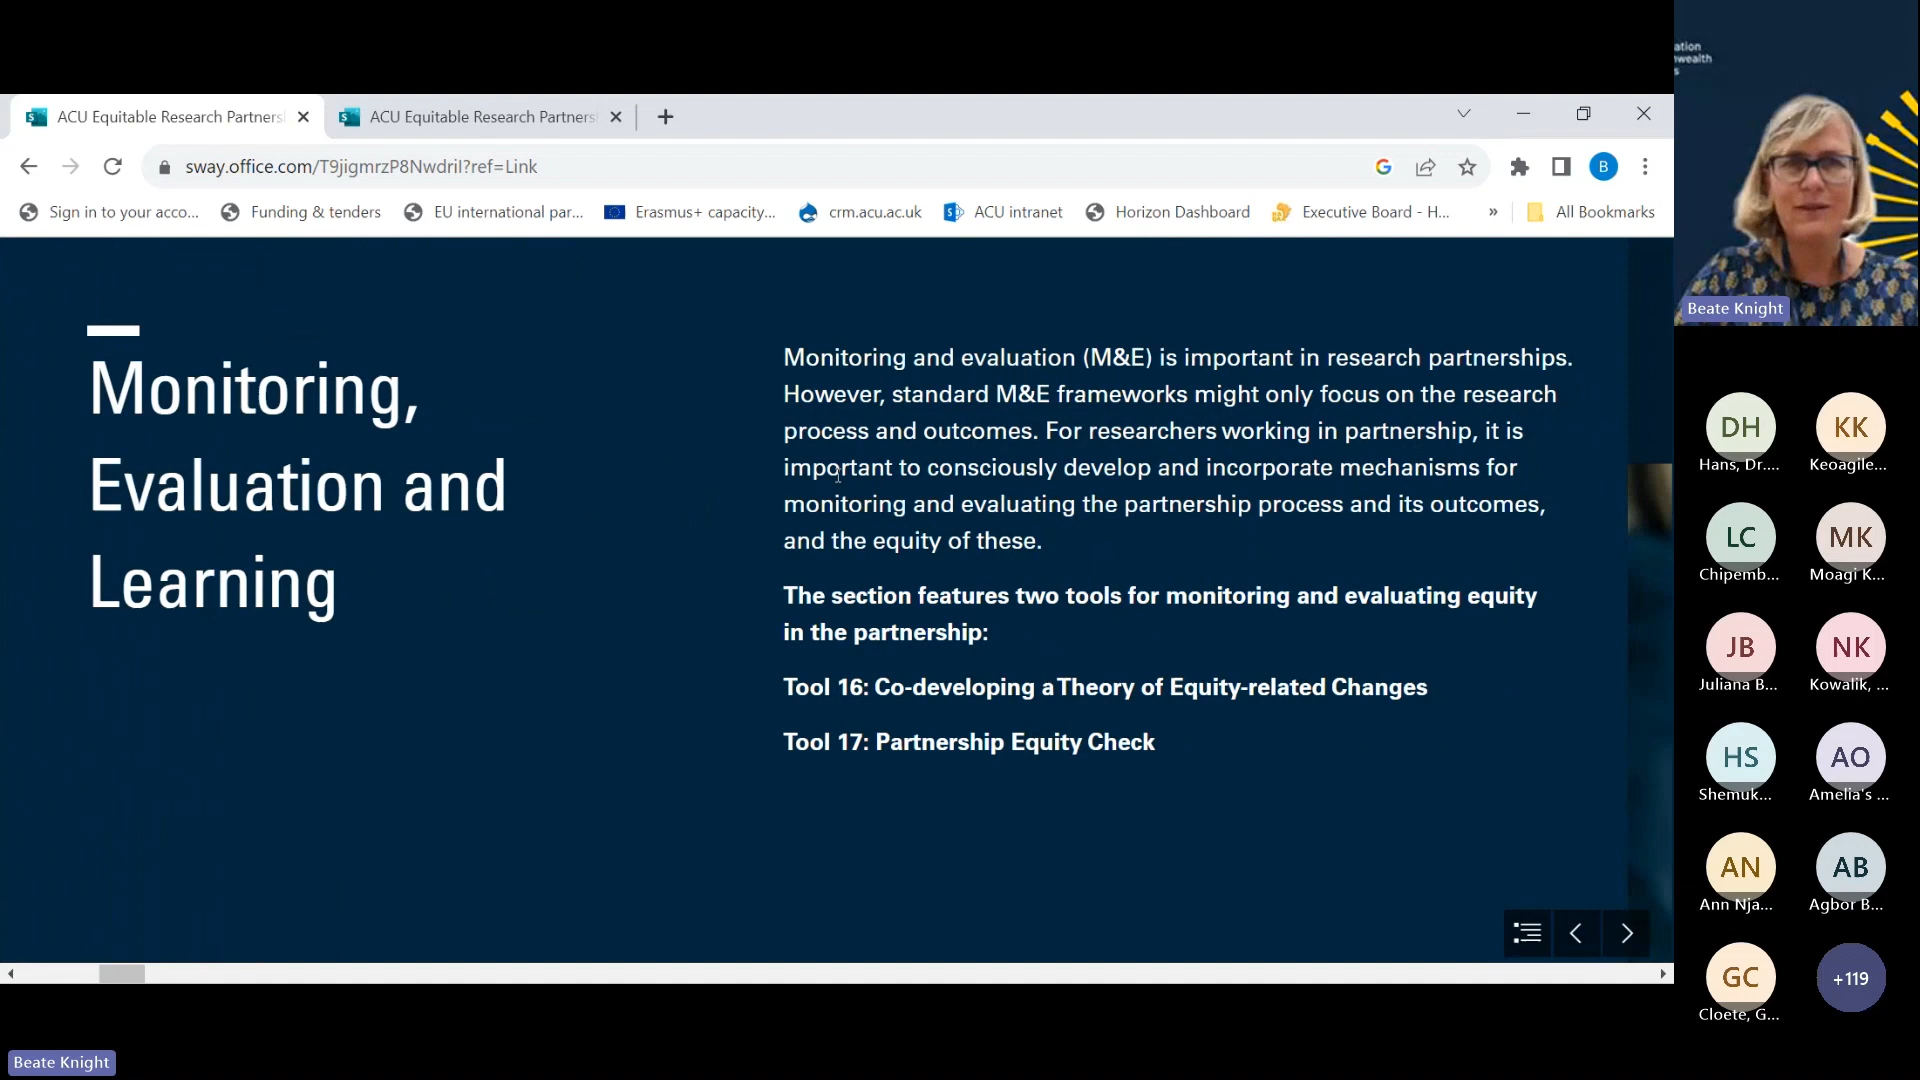 ation
wealth
s
ACU Equitable Research Partners
ACU Equitable Research Partners
sway.office.com/T9jigmrzP8NwdriI?ref=Link
B
Sign in to your acco...
Funding & tenders
EU international par...
Erasmus+ capacity...
crm.acu.ac.uk
ACU intranet
Horizon Dashboard
Executive Board - H...
»
All Bookmarks
Monitoring,
Evaluation and
Learning
Monitoring and evaluation (M&E) is important in research partnerships.
However, standard M&E frameworks might only focus on the research
process and outcomes. For researchers working in partnership, it is
important to consciously develop and incorporate mechanisms for
monitoring and evaluating the partnership process and its outcomes,
and the equity of these.
The section features two tools for monitoring and evaluating equity
in the partnership:
Tool 16: Co-developing a Theory of Equity-related Changes
Tool 17: Partnership Equity Check
Beate Knight
DH
Hans, Dr....
KK
Keoagile...
LC
Chipemb...
MK
Moagi K...
JB
Juliana B...
NK
Kowalik, ...
HS
Shemuk...
AO
Amelia's ...
AN
Ann Nja...
AB
Agbor B...
GC
Cloete, G...
+119
Beate Knight